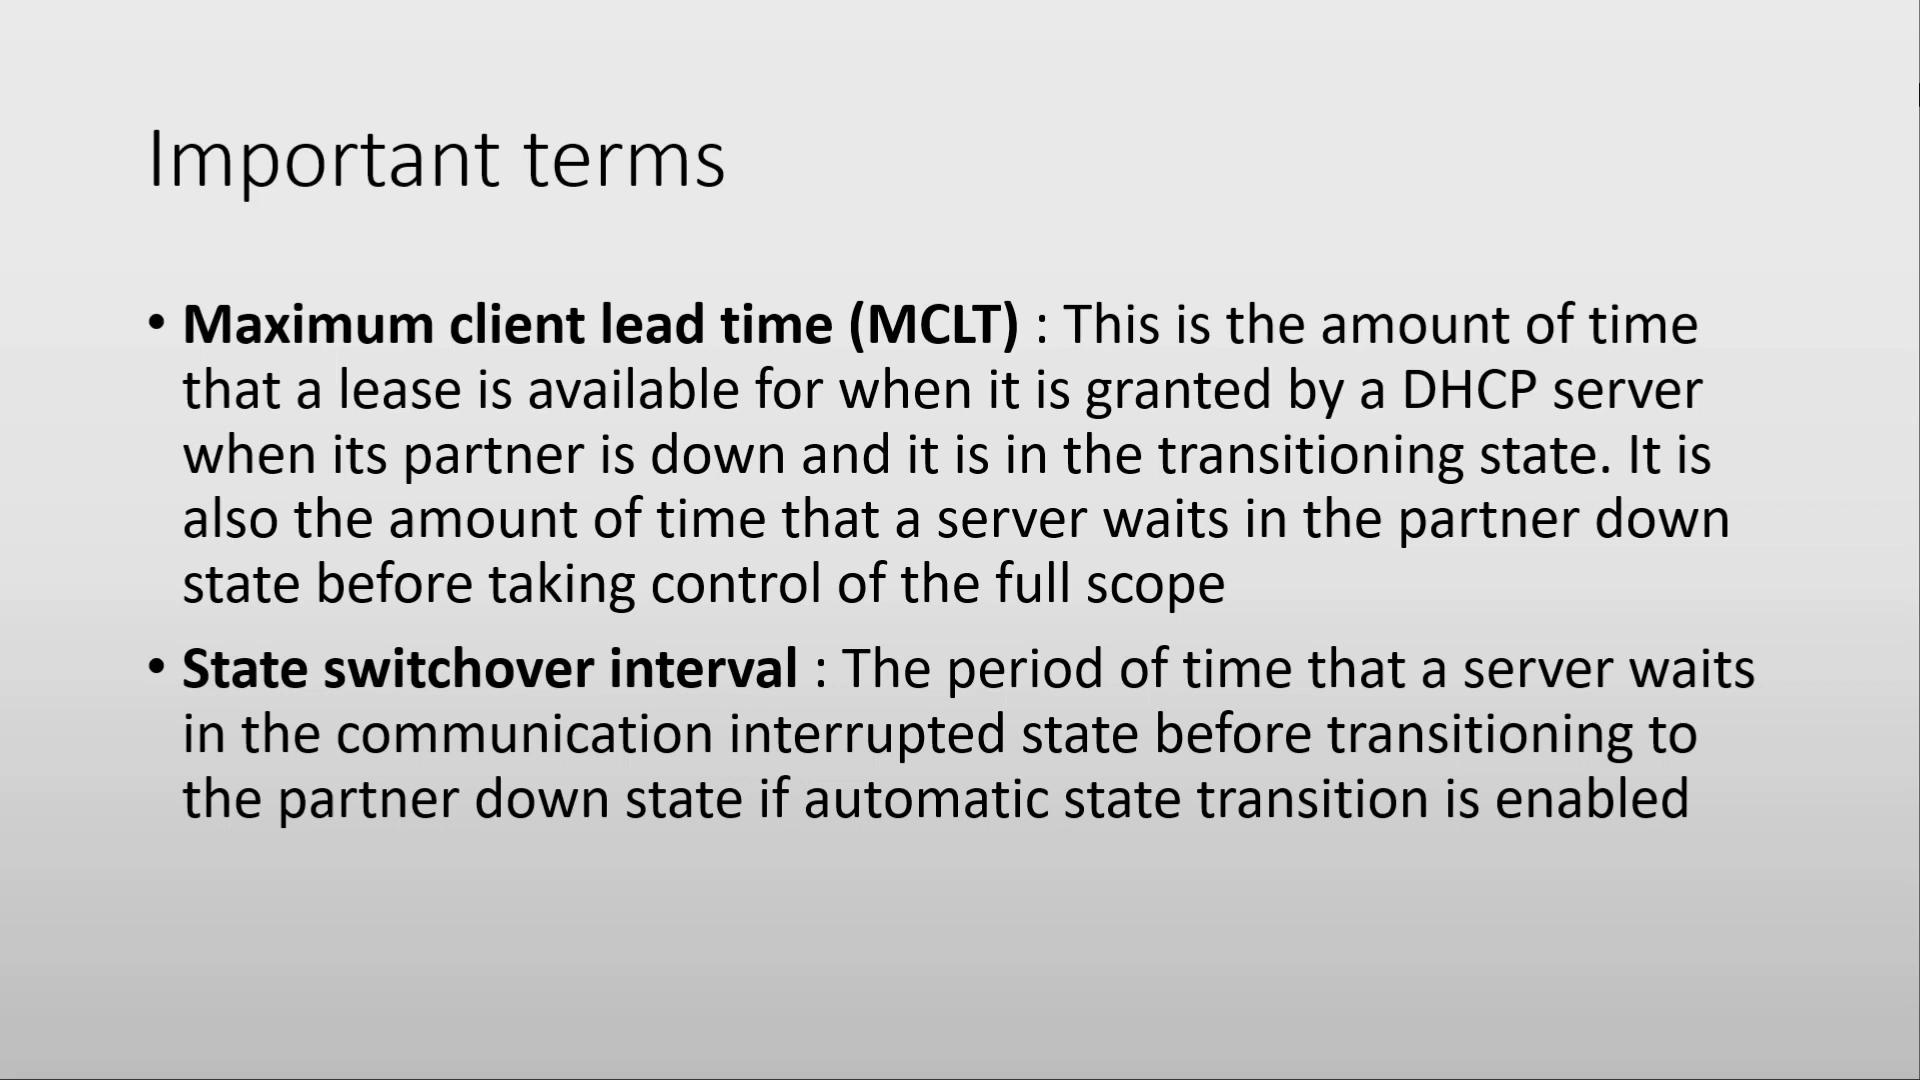 Important terms
• Maximum client lead time (MCLT) : This is the amount of time
that a lease is available for when it is granted by a DHCP server
when its partner is down and it is in the transitioning state. It is
also the amount of time that a server waits in the partner down
state before taking control of the full scope
• State switchover interval : The period of time that a server waits
in the communication interrupted state before transitioning to
the partner down state if automatic state transition is enabled